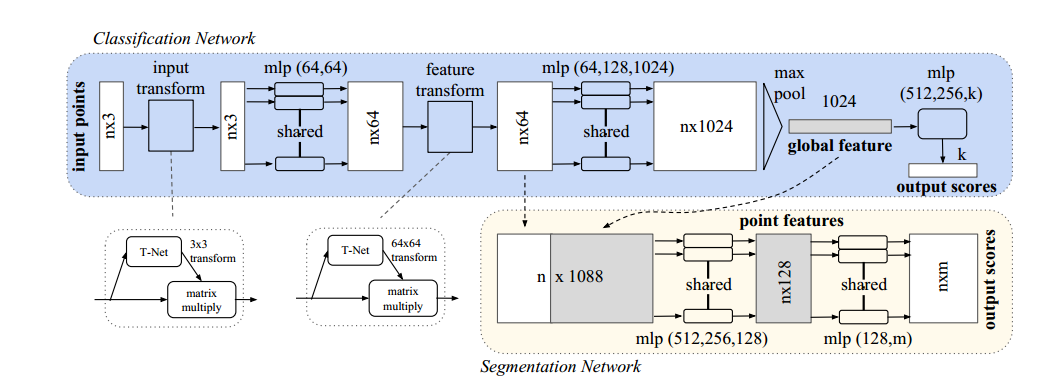 Classification Network
input points
nx3
input
transform
nx3
mlp (64,64)
shared
nx64
feature
transform
nx64
mlp (64,128,1024)
shared
nx1024
max
pool
1024
global feature
mlp
(512,256,k)
k
output scores
T-Net
3x3
transform
matrix
multiply
T-Net
64x64
transform
matrix
multiply
point features
n x 1088
shared
mlp (512,256,128)
nx128
shared
mlp (128,m)
nxm
output scores
Segmentation Network